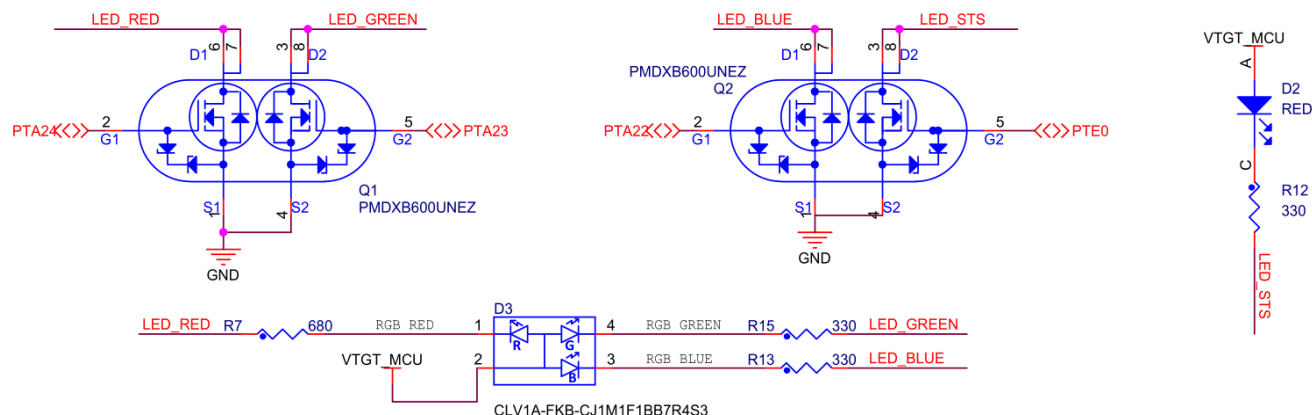 LED_RED
LED_GREEN
LED_BLUE
LED_STS
VTGT_MCU
6
7
3
8
D1
D2
6
7
3
8
D1
D2
A
PMDXB600UNEZ
Q2
D2
RED
PTA24
2
G1
5
G2
PTA23
PTA22
2
G1
5
G2
PTE0
C
R12
330
Q1
PMDXB600UNEZ
S1
1
4
S2
S1
1
4
S2
GND
GND
LED_STS
D3
LED_RED
R7
680
RGB RED
1
R
G
4
RGB GREEN
R15
330
LED_GREEN
VTGT_MCU
2
B
3
RGB BLUE
R13
330
LED_BLUE
CLV1A-FKB-CJ1M1F1BB7R4S3